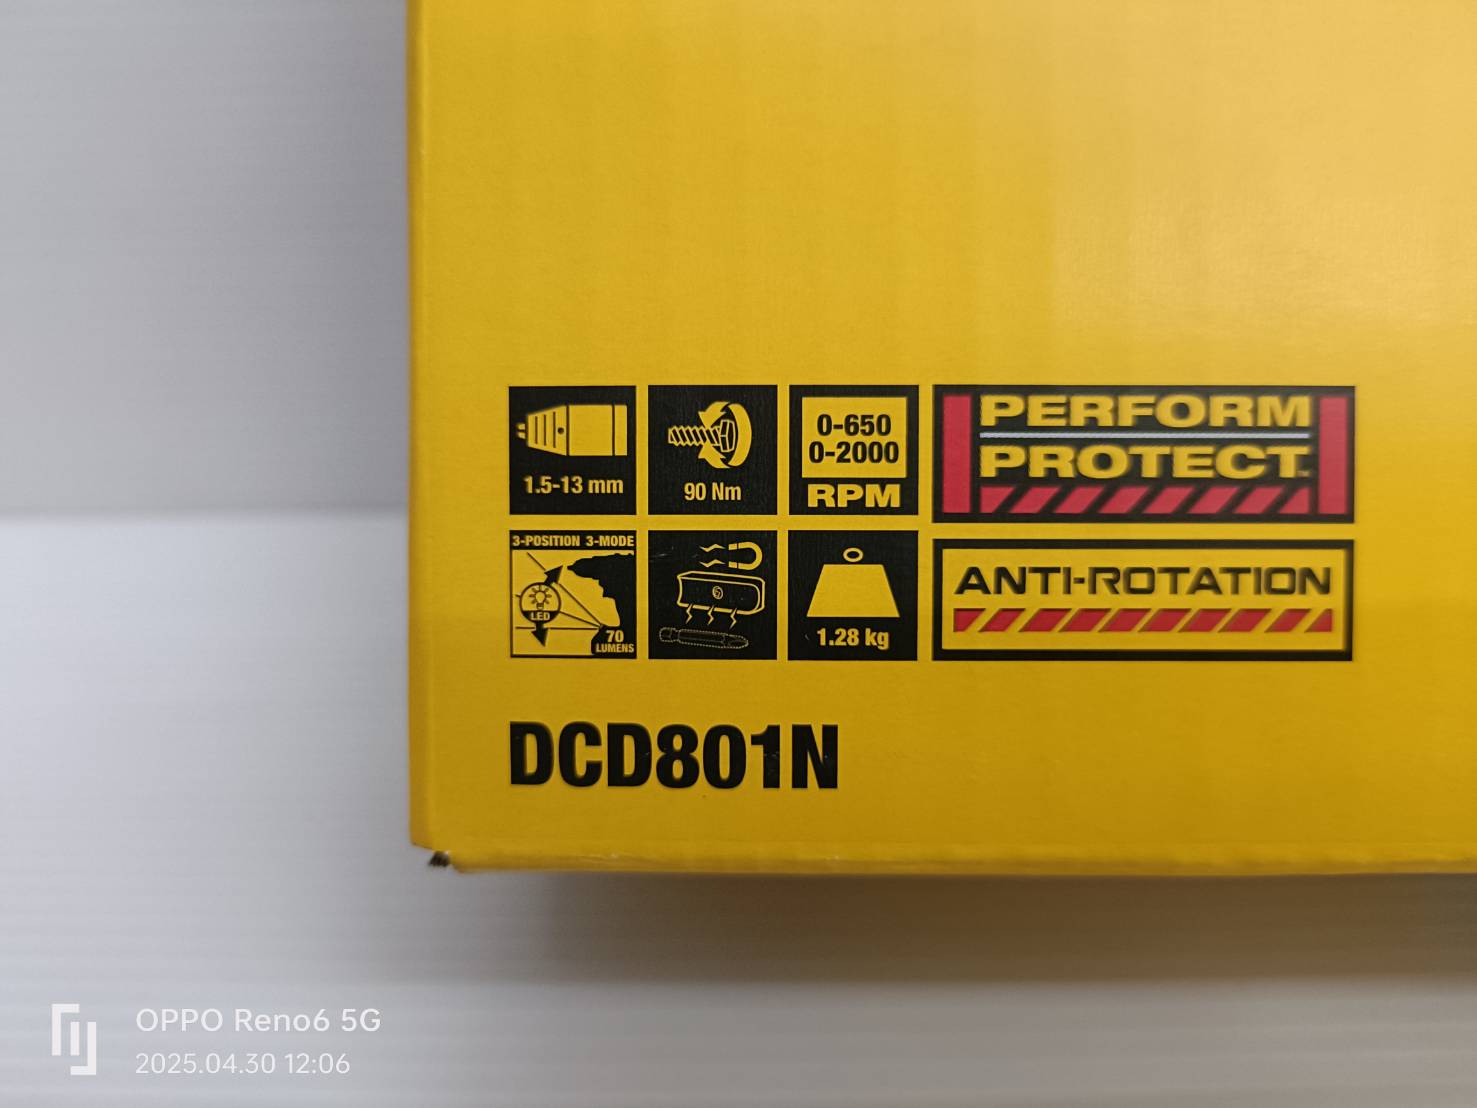 1.5-13 mm
90 Nm
0-650
0-2000
RPM
PERFORM
PROTECT
3-POSITION 3-MODE
LED
70
LUMENS
1.28 kg
ANTI-ROTATION
DCD801N
OPPO Reno6 5G
2025.04.30 12:06